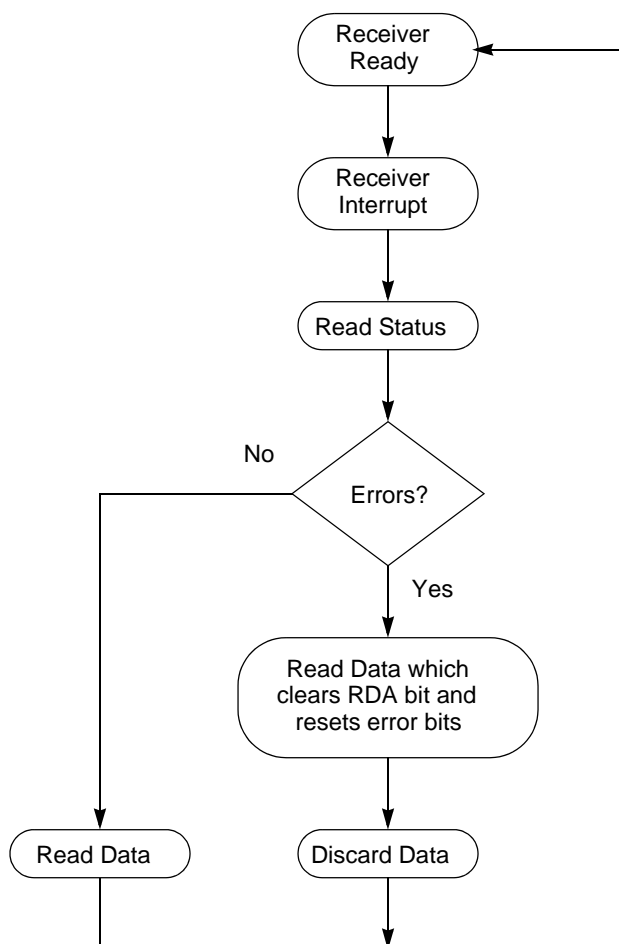 Receiver
Ready
Receiver
Interrupt
Read Status
No
Errors?
Yes
Read Data which
clears RDA bit and
resets error bits
Read Data
Discard Data